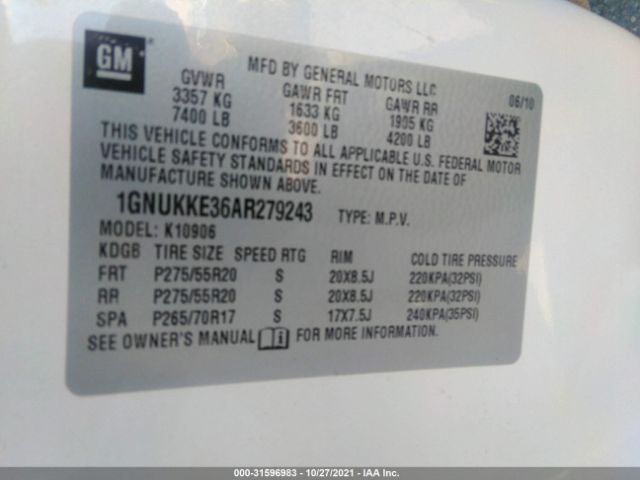 GM
MFD BY GENERAL MOTORS LLC
06/10
GVWR GAWR FRT GAWR RR
3357 KG 1633 KG 1905 KG
7400 LB 3600 LB 4200 LB
THIS VEHICLE CONFORMS TO ALL APPLICABLE U.S. FEDERAL MOTOR
VEHICLE SAFETY STANDARDS IN EFFECT ON THE DATE OF
MANUFACTURE SHOWN ABOVE.
1GNUKKE36AR279243 TYPE: M.P.V.
MODEL: K10906
KDGB TIRE SIZE SPEED RTG RIM COLD TIRE PRESSURE
FRT P275/55R20 S 20X8.5J 220KPA(32PSI)
RR P275/55R20 S 20X8.5J 220KPA(32PSI)
SPA P265/70R17 S 17X7.5J 240KPA(35PSI)
SEE OWNER'S MANUAL FOR MORE INFORMATION.
000-31596983 - 10/27/2021 - IAA Inc.